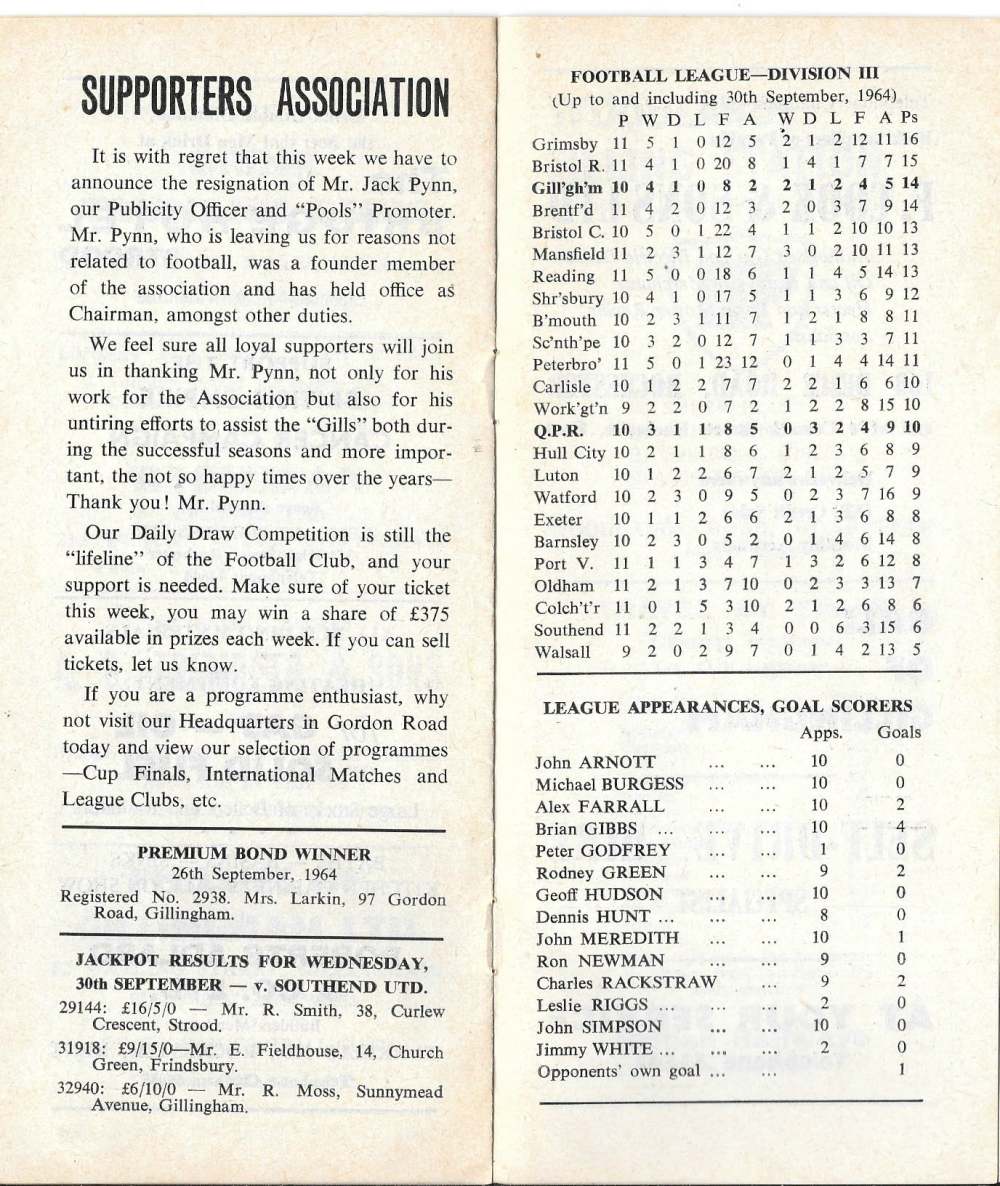 SUPPORTERS ASSOCIATION
It is with regret that this week we have to
announce the resignation of Mr. Jack Pynn,
our Publicity Officer and “Pools” Promoter.
Mr. Pynn, who is leaving us for reasons not
related to football, was a founder member
of the association and has held office as
Chairman, amongst other duties.
We feel sure all loyal supporters will join
us in thanking Mr. Pynn, not only for his
work for the Association but also for his
untiring efforts to assist the “Gills” both dur-
ing the successful seasons and more impor-
tant, the not so happy times over the years—
Thank you! Mr. Pynn.
Our Daily Draw Competition is still the
“lifeline” of the Football Club, and your
support is needed. Make sure of your ticket
this week, you may win a share of £375
available in prizes each week. If you can sell
tickets, let us know.
If you are a programme enthusiast, why
not visit our Headquarters in Gordon Road
today and view our selection of programmes
—Cup Finals, International Matches and
League Clubs, etc.
PREMIUM BOND WINNER
26th September, 1964
Registered No. 2938. Mrs. Larkin, 97 Gordon
Road, Gillingham.
JACKPOT RESULTS FOR WEDNESDAY,
30th SEPTEMBER — v. SOUTHEND UTD.
29144: £16/5/0 — Mr. R. Smith, 38, Curlew
Crescent, Strood.
31918: £9/15/0—Mr. E. Fieldhouse, 14, Church
Green, Frindsbury.
32940: £6/10/0 — Mr. R. Moss, Sunnymead
Avenue, Gillingham.
FOOTBALL LEAGUE—DIVISION III
(Up to and including 30th September, 1964)
P W D L F A W D L F A Ps
Grimsby 11 5 1 0 12 5 2 1 2 12 11 16
Bristol R. 11 4 1 0 20 8 1 4 1 7 7 15
Gill'gh'm 10 4 1 0 8 2 2 1 2 4 5 14
Brentf'd 11 4 2 0 12 3 2 0 3 7 9 14
Bristol C. 10 5 0 1 22 4 1 1 2 10 10 13
Mansfield 11 2 3 1 12 7 3 0 2 10 11 13
Reading 11 5 0 0 18 6 1 1 4 5 14 13
Shr'sbury 10 4 1 0 17 5 1 1 3 6 9 12
B'mouth 10 2 3 1 11 7 1 2 1 8 8 11
Sc'nth'pe 10 3 2 0 12 7 1 1 3 3 7 11
Peterbro' 11 5 0 1 23 12 0 1 4 4 14 11
Carlisle 10 1 2 2 7 7 2 2 1 6 6 10
Work'gt'n 9 2 2 0 7 2 1 2 2 8 15 10
Q.P.R. 10 3 1 1 8 5 0 3 2 4 9 10
Hull City 10 2 1 1 8 6 1 2 3 6 8 9
Luton 10 1 2 2 6 7 2 1 2 5 7 9
Watford 10 2 3 0 9 5 0 2 3 7 16 9
Exeter 10 1 1 2 6 6 2 1 3 6 8 8
Barnsley 10 2 3 0 5 2 0 1 4 6 14 8
Port V. 11 1 1 3 4 7 1 3 2 6 12 8
Oldham 11 2 1 3 7 10 0 2 3 3 13 7
Colch't'r 11 0 1 5 3 10 2 1 2 6 8 6
Southend 11 2 2 1 3 4 0 0 6 3 15 6
Walsall 9 2 0 2 9 7 0 1 4 2 13 5
LEAGUE APPEARANCES, GOAL SCORERS
Apps. Goals
John ARNOTT ... ... 10 0
Michael BURGESS ... ... 10 0
Alex FARRALL ... ... 10 2
Brian GIBBS ... ... ... 10 4
Peter GODFREY ... ... 1 0
Rodney GREEN ... ... 9 2
Geoff HUDSON ... ... 10 0
Dennis HUNT ... ... ... 8 0
John MEREDITH ... ... 10 1
Ron NEWMAN ... ... 9 0
Charles RACKSTRAW ... 9 2
Leslie RIGGS ... ... ... 2 0
John SIMPSON ... ... 10 0
Jimmy WHITE ... ... ... 2 0
Opponents' own goal ... ... 1